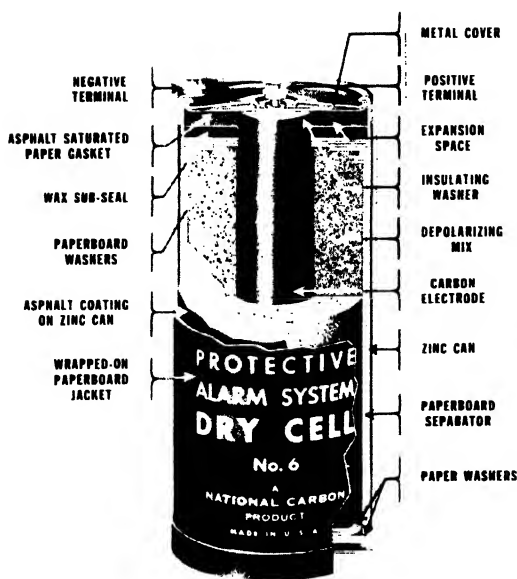 METAL COVER
NEGATIVE
TERMINAL
POSITIVE
TERMINAL
ASPHALT SATURATED
PAPER GASKET
EXPANSION
SPACE
WAX SUB-SEAL
INSULATING
WASHER
PAPERBOARD
WASHERS
DEPOLARIZING
MIX
CARBON
ELECTRODE
ASPHALT COATING
ON ZINC CAN
ZINC CAN
WRAPPED-ON
PAPERBOARD
JACKET
PAPERBOARD
SEPARATOR
PAPER WASHERS
PROTECTIVE
ALARM SYSTEM
DRY CELL
No. 6
A
NATIONAL CARBON
PRODUCT
MADE IN U.S.A.